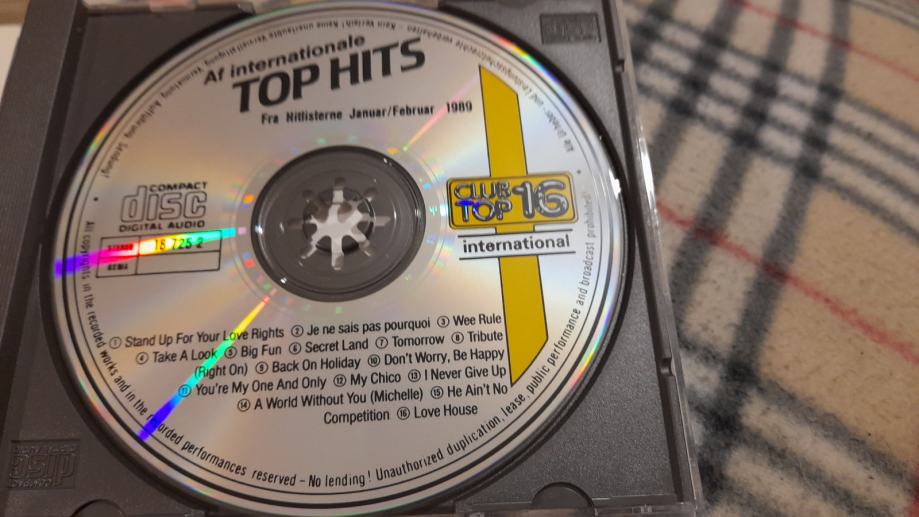 Af internationale
TOP HITS
Fra Hitlisterne Januar/Februar 1989
COMPACT
disc
DIGITAL AUDIO
STEREO 18 725 2
GEMA
CLUB
TOP 16
international
① Stand Up For Your Love Rights ② Je ne sais pas pourquoi ③ Wee Rule
④ Take A Look ⑤ Big Fun ⑥ Secret Land ⑦ Tomorrow ⑧ Tribute
(Right On) ⑨ Back On Holiday ⑩ Don't Worry, Be Happy
⑪ You're My One And Only ⑫ My Chico ⑬ I Never Give Up
⑭ A World Without You (Michelle) ⑮ He Ain't No
Competition ⑯ Love House
All copyrights in the recorded works and in the recorded performances reserved – No lending! Unauthorized duplication, lease, public performance and broadcast prohibited!